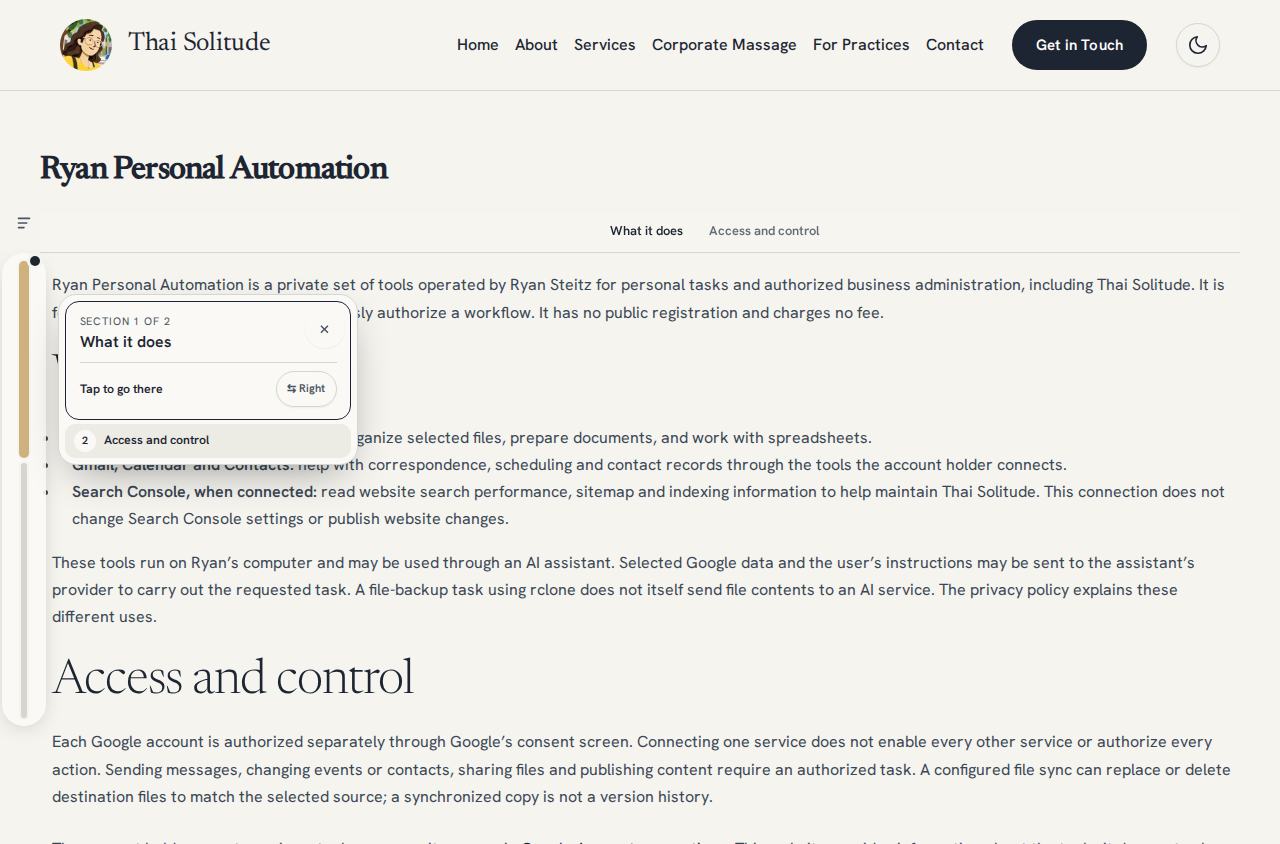 Thai Solitude
Home About Services Corporate Massage For Practices Contact Get in Touch
Ryan Personal Automation
What it does Access and control
Ryan Personal Automation is a private set of tools operated by Ryan Steitz for personal tasks and authorized business administration, including Thai Solitude. It is
authorize a workflow. It has no public registration and charges no fee.
SECTION 1 OF 2
What it does
×
Tap to go there
⇆ Right
2 Access and control
selected files, prepare documents, and work with spreadsheets.
Gmail, Calendar and Contacts: help with correspondence, scheduling and contact records through the tools the account holder connects.
Search Console, when connected: read website search performance, sitemap and indexing information to help maintain Thai Solitude. This connection does not
change Search Console settings or publish website changes.
These tools run on Ryan’s computer and may be used through an AI assistant. Selected Google data and the user’s instructions may be sent to the assistant’s
provider to carry out the requested task. A file-backup task using rclone does not itself send file contents to an AI service. The privacy policy explains these
different uses.
Access and control
Each Google account is authorized separately through Google’s consent screen. Connecting one service does not enable every other service or authorize every
action. Sending messages, changing events or contacts, sharing files and publishing content require an authorized task. A configured file sync can replace or delete
destination files to match the selected source; a synchronized copy is not a version history.